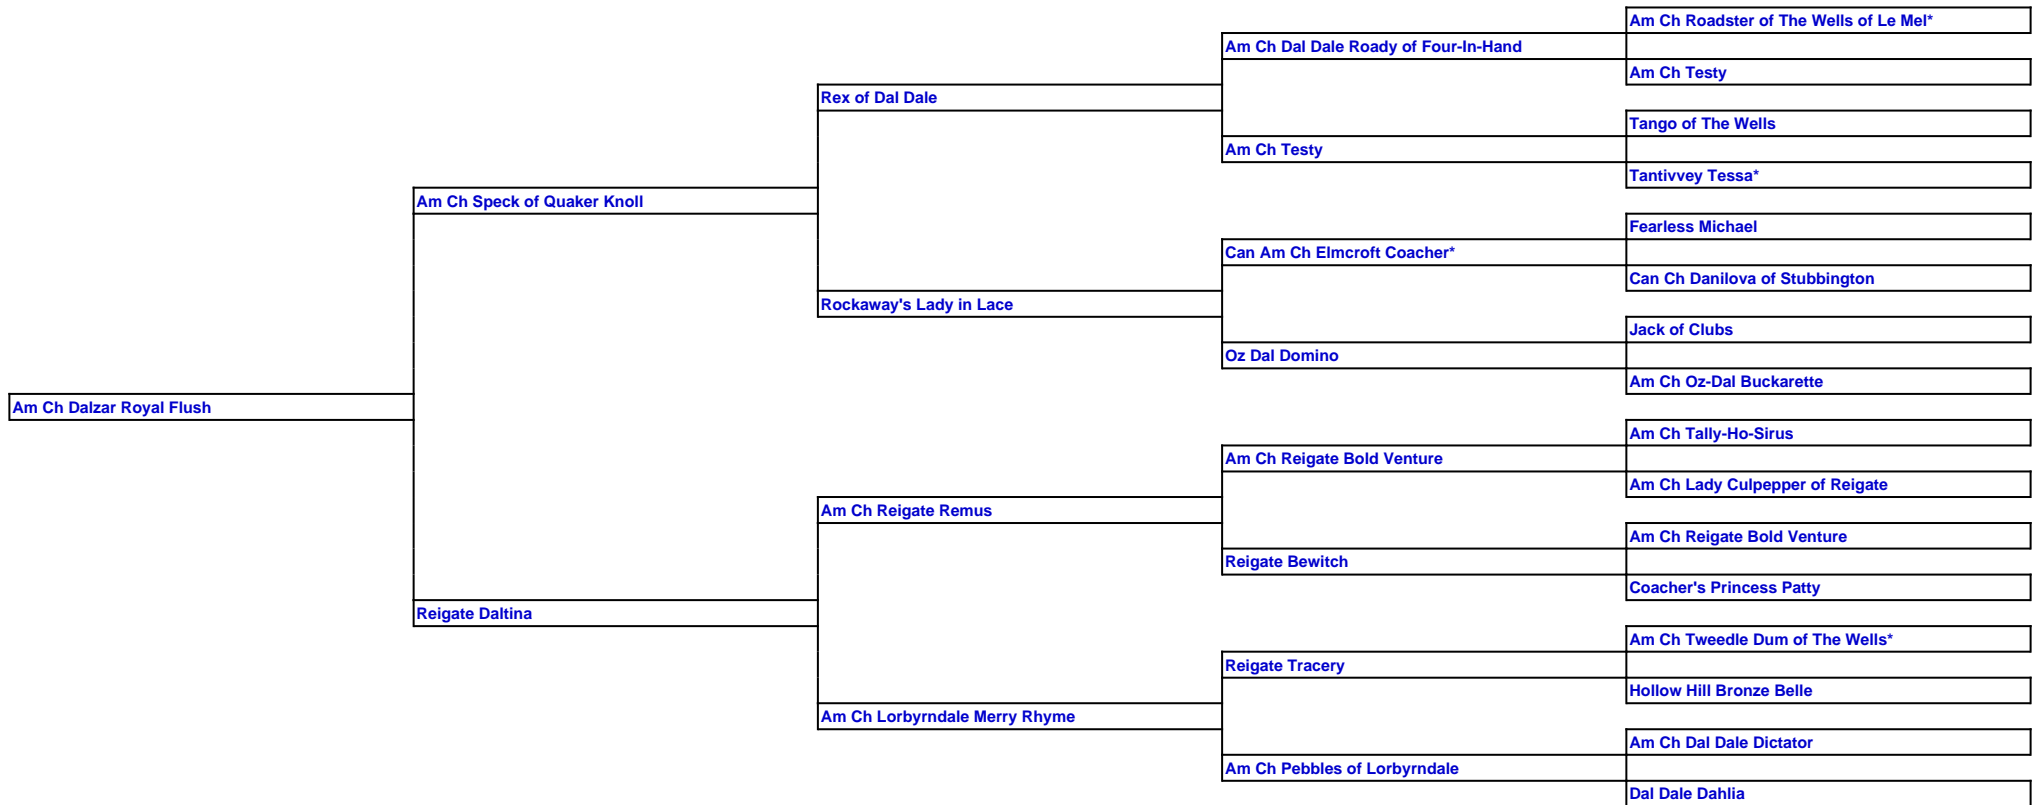 Am Ch Roadster of The Wells of Le Mel*
Am Ch Dal Dale Roady of Four-In-Hand
Am Ch Testy
Rex of Dal Dale
Tango of The Wells
Am Ch Testy
Tantivvey Tessa*
Am Ch Speck of Quaker Knoll
Fearless Michael
Can Am Ch Elmcroft Coacher*
Can Ch Danilova of Stubbington
Rockaway's Lady in Lace
Jack of Clubs
Oz Dal Domino
Am Ch Oz-Dal Buckarette
Am Ch Dalzar Royal Flush
Am Ch Tally-Ho-Sirus
Am Ch Reigate Bold Venture
Am Ch Lady Culpepper of Reigate
Am Ch Reigate Remus
Am Ch Reigate Bold Venture
Reigate Bewitch
Coacher's Princess Patty
Reigate Daltina
Am Ch Tweedle Dum of The Wells*
Reigate Tracery
Hollow Hill Bronze Belle
Am Ch Lorbyrndale Merry Rhyme
Am Ch Dal Dale Dictator
Am Ch Pebbles of Lorbyrndale
Dal Dale Dahlia